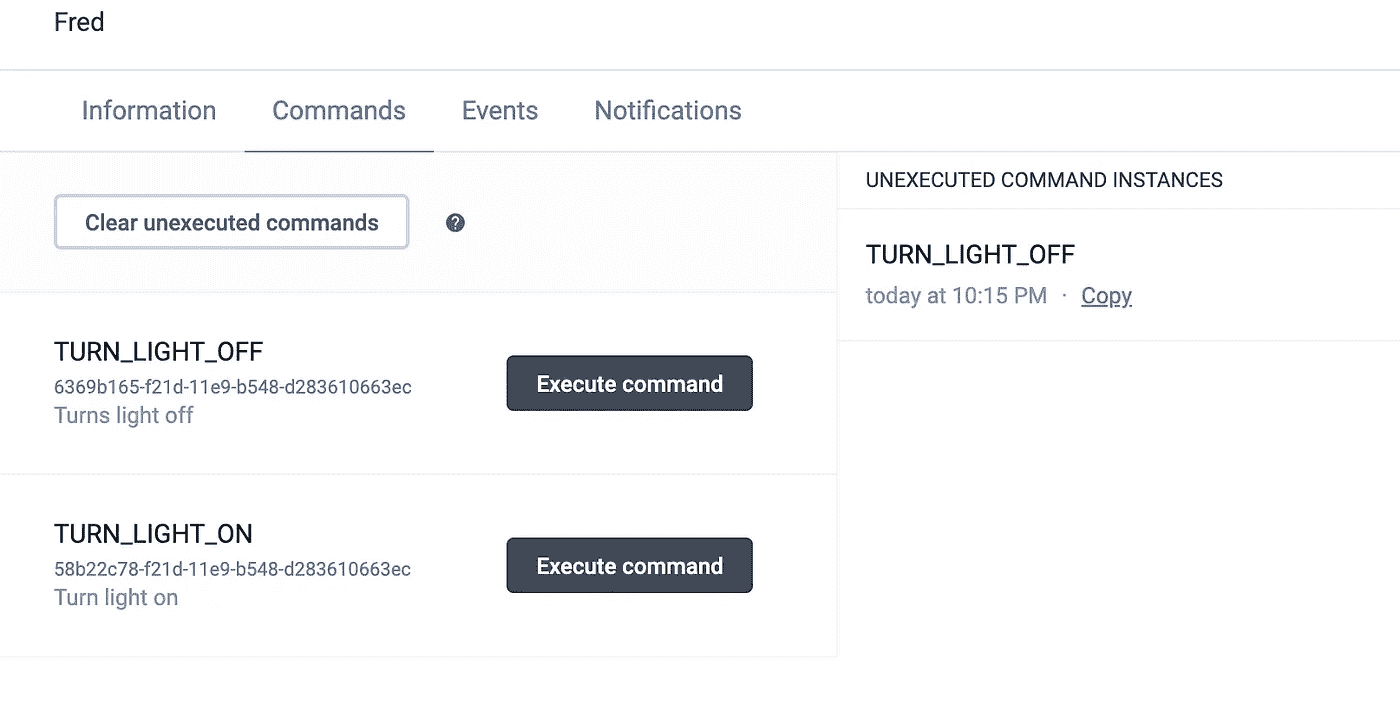 Fred
Information Commands Events Notifications
Clear unexecuted commands ?
TURN_LIGHT_OFF
6369b165-f21d-11e9-b548-d283610663ec
Turns light off
Execute command
TURN_LIGHT_ON
58b22c78-f21d-11e9-b548-d283610663ec
Turn light on
Execute command
UNEXECUTED COMMAND INSTANCES
TURN_LIGHT_OFF
today at 10:15 PM · Copy